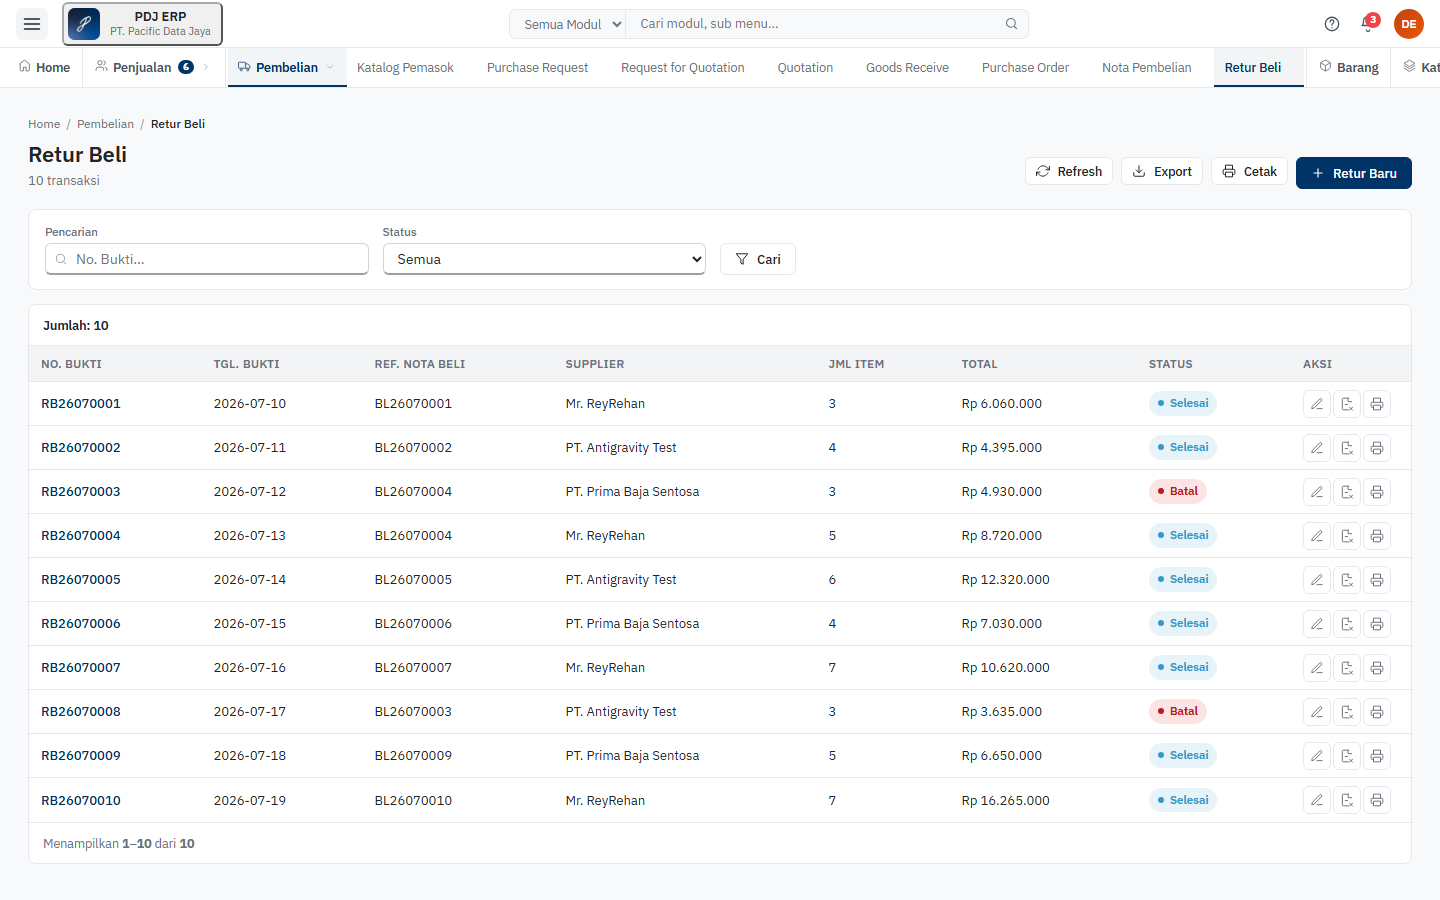 PDJ ERP
PT. Pacific Data Jaya
Semua Modul
Cari modul, sub menu...
3
DE
Home
Penjualan 6
Pembelian
Katalog Pemasok
Purchase Request
Request for Quotation
Quotation
Goods Receive
Purchase Order
Nota Pembelian
Retur Beli
Barang
Kat
Home / Pembelian / Retur Beli
Retur Beli
10 transaksi
Refresh
Export
Cetak
Retur Baru
Pencarian
Status
No. Bukti...
Semua
Cari
Jumlah: 10
NO. BUKTI TGL. BUKTI REF. NOTA BELI SUPPLIER JML ITEM TOTAL STATUS AKSI
RB26070001 2026-07-10 BL26070001 Mr. ReyRehan 3 Rp 6.060.000 Selesai
RB26070002 2026-07-11 BL26070002 PT. Antigravity Test 4 Rp 4.395.000 Selesai
RB26070003 2026-07-12 BL26070004 PT. Prima Baja Sentosa 3 Rp 4.930.000 Batal
RB26070004 2026-07-13 BL26070004 Mr. ReyRehan 5 Rp 8.720.000 Selesai
RB26070005 2026-07-14 BL26070005 PT. Antigravity Test 6 Rp 12.320.000 Selesai
RB26070006 2026-07-15 BL26070006 PT. Prima Baja Sentosa 4 Rp 7.030.000 Selesai
RB26070007 2026-07-16 BL26070007 Mr. ReyRehan 7 Rp 10.620.000 Selesai
RB26070008 2026-07-17 BL26070003 PT. Antigravity Test 3 Rp 3.635.000 Batal
RB26070009 2026-07-18 BL26070009 PT. Prima Baja Sentosa 5 Rp 6.650.000 Selesai
RB26070010 2026-07-19 BL26070010 Mr. ReyRehan 7 Rp 16.265.000 Selesai
Menampilkan 1–10 dari 10